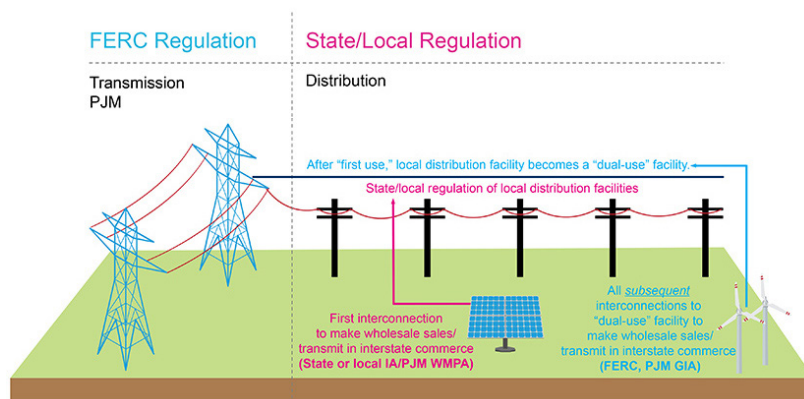 FERC Regulation
State/Local Regulation
Transmission
PJM
Distribution
After “first use,” local distribution facility becomes a “dual-use” facility.
State/local regulation of local distribution facilities
First interconnection
to make wholesale sales/
transmit in interstate commerce
(State or local IA/PJM WMPA)
All subsequent
interconnections to
“dual-use” facility to
make wholesale sales/
transmit in interstate commerce
(FERC, PJM GIA)